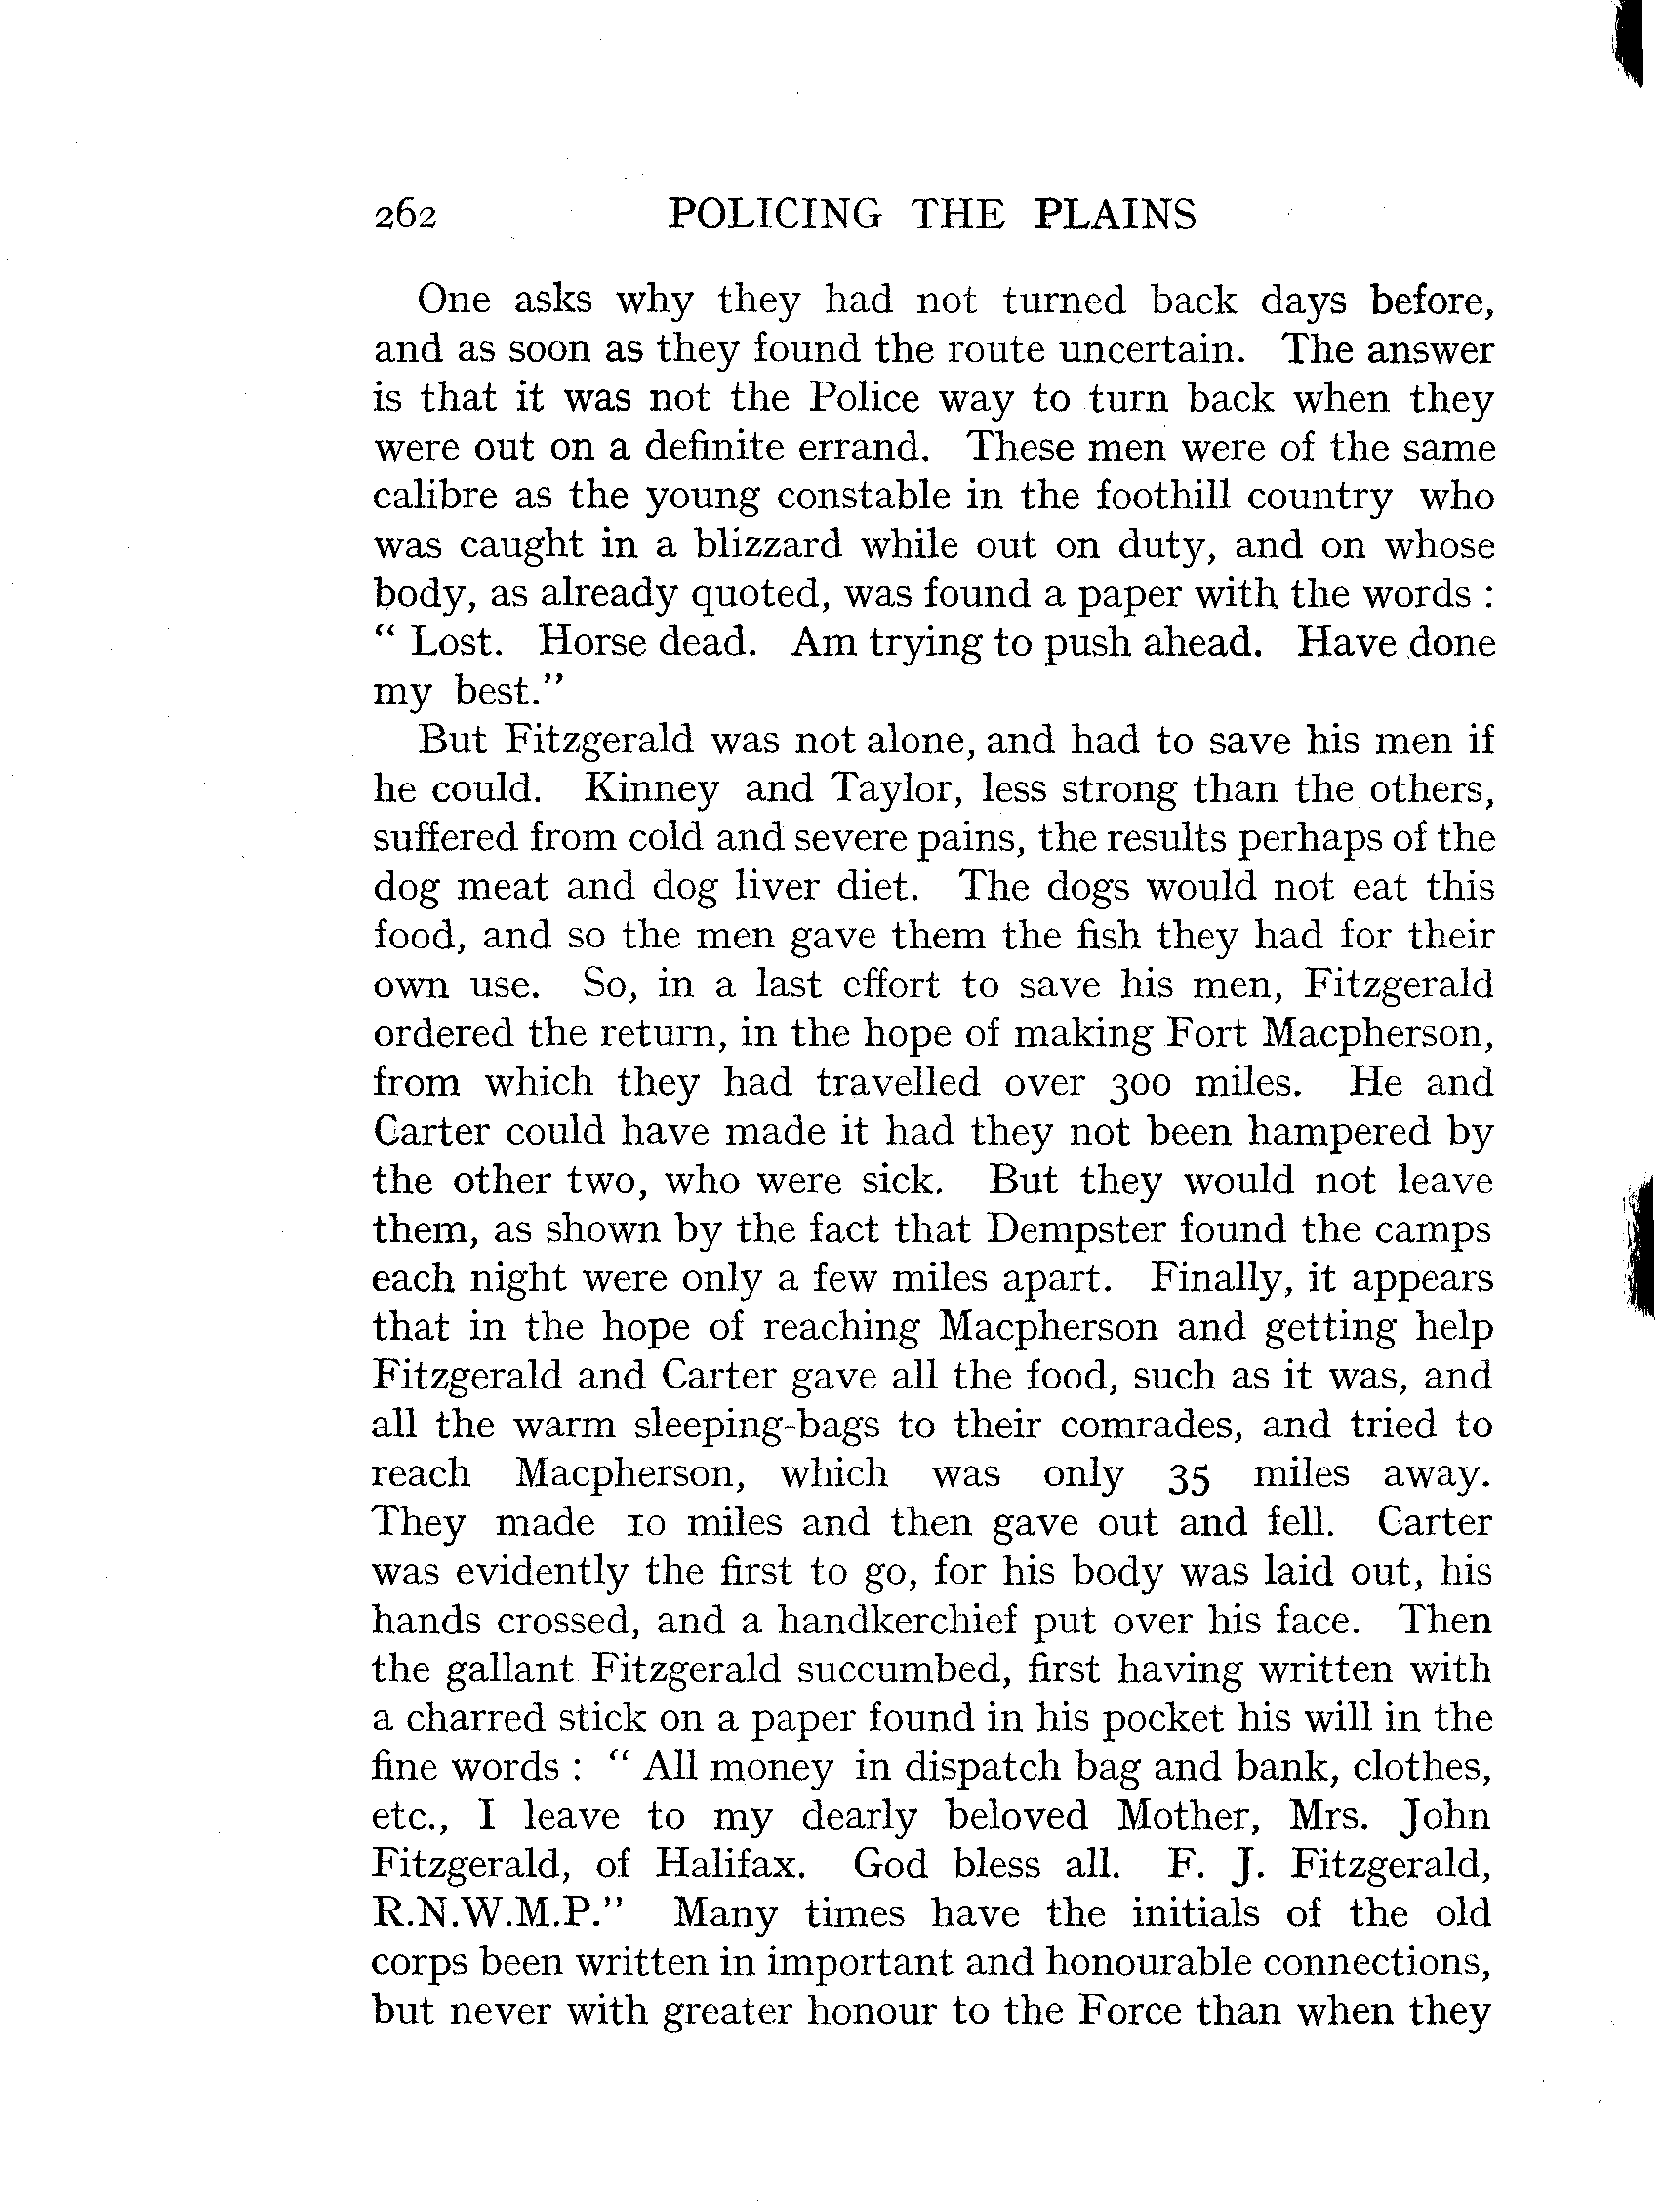 262 POLICING THE PLAINS
One asks why they had not turned back days before,
and as soon as they found the route uncertain. The answer
is that it was not the Police way to turn back when they
were out on a definite errand. These men were of the same
calibre as the young constable in the foothill country who
was caught in a blizzard while out on duty, and on whose
body, as already quoted, was found a paper with the words :
“ Lost. Horse dead. Am trying to push ahead. Have done
my best.”
But Fitzgerald was not alone, and had to save his men if
he could. Kinney and Taylor, less strong than the others,
suffered from cold and severe pains, the results perhaps of the
dog meat and dog liver diet. The dogs would not eat this
food, and so the men gave them the fish they had for their
own use. So, in a last effort to save his men, Fitzgerald
ordered the return, in the hope of making Fort Macpherson,
from which they had travelled over 300 miles. He and
Carter could have made it had they not been hampered by
the other two, who were sick. But they would not leave
them, as shown by the fact that Dempster found the camps
each night were only a few miles apart. Finally, it appears
that in the hope of reaching Macpherson and getting help
Fitzgerald and Carter gave all the food, such as it was, and
all the warm sleeping-bags to their comrades, and tried to
reach Macpherson, which was only 35 miles away.
They made 10 miles and then gave out and fell. Carter
was evidently the first to go, for his body was laid out, his
hands crossed, and a handkerchief put over his face. Then
the gallant Fitzgerald succumbed, first having written with
a charred stick on a paper found in his pocket his will in the
fine words : “ All money in dispatch bag and bank, clothes,
etc., I leave to my dearly beloved Mother, Mrs. John
Fitzgerald, of Halifax. God bless all. F. J. Fitzgerald,
R.N.W.M.P.” Many times have the initials of the old
corps been written in important and honourable connections,
but never with greater honour to the Force than when they